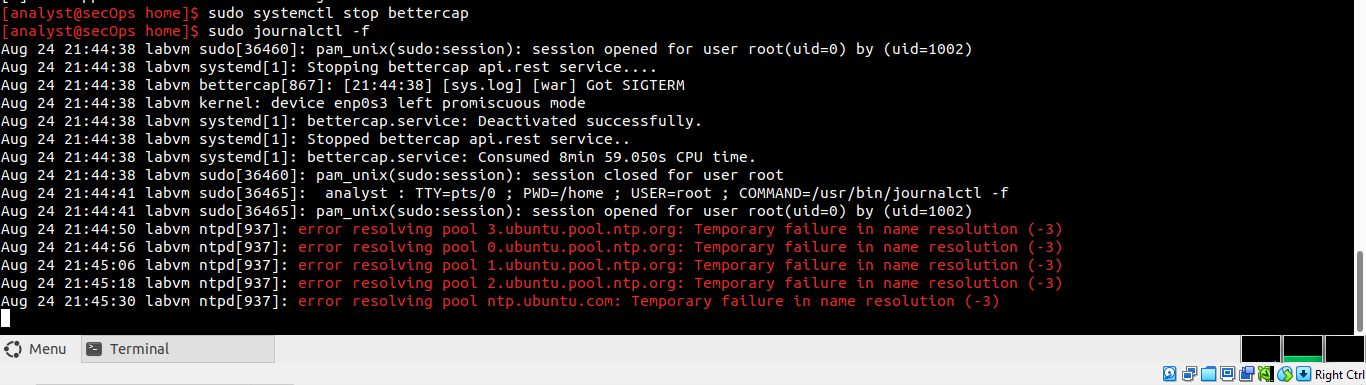 [analyst@secOps home]$ sudo systemctl stop bettercap
[analyst@secOps home]$ sudo journalctl -f
Aug 24 21:44:38 labvm sudo[36460]: pam_unix(sudo:session): session opened for user root(uid=0) by (uid=1002)
Aug 24 21:44:38 labvm systemd[1]: Stopping bettercap api.rest service....
Aug 24 21:44:38 labvm bettercap[867]: [21:44:38] [sys.log] [war] Got SIGTERM
Aug 24 21:44:38 labvm kernel: device enp0s3 left promiscuous mode
Aug 24 21:44:38 labvm systemd[1]: bettercap.service: Deactivated successfully.
Aug 24 21:44:38 labvm systemd[1]: Stopped bettercap api.rest service..
Aug 24 21:44:38 labvm systemd[1]: bettercap.service: Consumed 8min 59.050s CPU time.
Aug 24 21:44:38 labvm sudo[36460]: pam_unix(sudo:session): session closed for user root
Aug 24 21:44:41 labvm sudo[36465]:  analyst : TTY=pts/0 ; PWD=/home ; USER=root ; COMMAND=/usr/bin/journalctl -f
Aug 24 21:44:41 labvm sudo[36465]: pam_unix(sudo:session): session opened for user root(uid=0) by (uid=1002)
Aug 24 21:44:50 labvm ntpd[937]: error resolving pool 3.ubuntu.pool.ntp.org: Temporary failure in name resolution (-3)
Aug 24 21:44:56 labvm ntpd[937]: error resolving pool 0.ubuntu.pool.ntp.org: Temporary failure in name resolution (-3)
Aug 24 21:45:06 labvm ntpd[937]: error resolving pool 1.ubuntu.pool.ntp.org: Temporary failure in name resolution (-3)
Aug 24 21:45:18 labvm ntpd[937]: error resolving pool 2.ubuntu.pool.ntp.org: Temporary failure in name resolution (-3)
Aug 24 21:45:30 labvm ntpd[937]: error resolving pool ntp.ubuntu.com: Temporary failure in name resolution (-3)
Menu Terminal
Right Ctrl